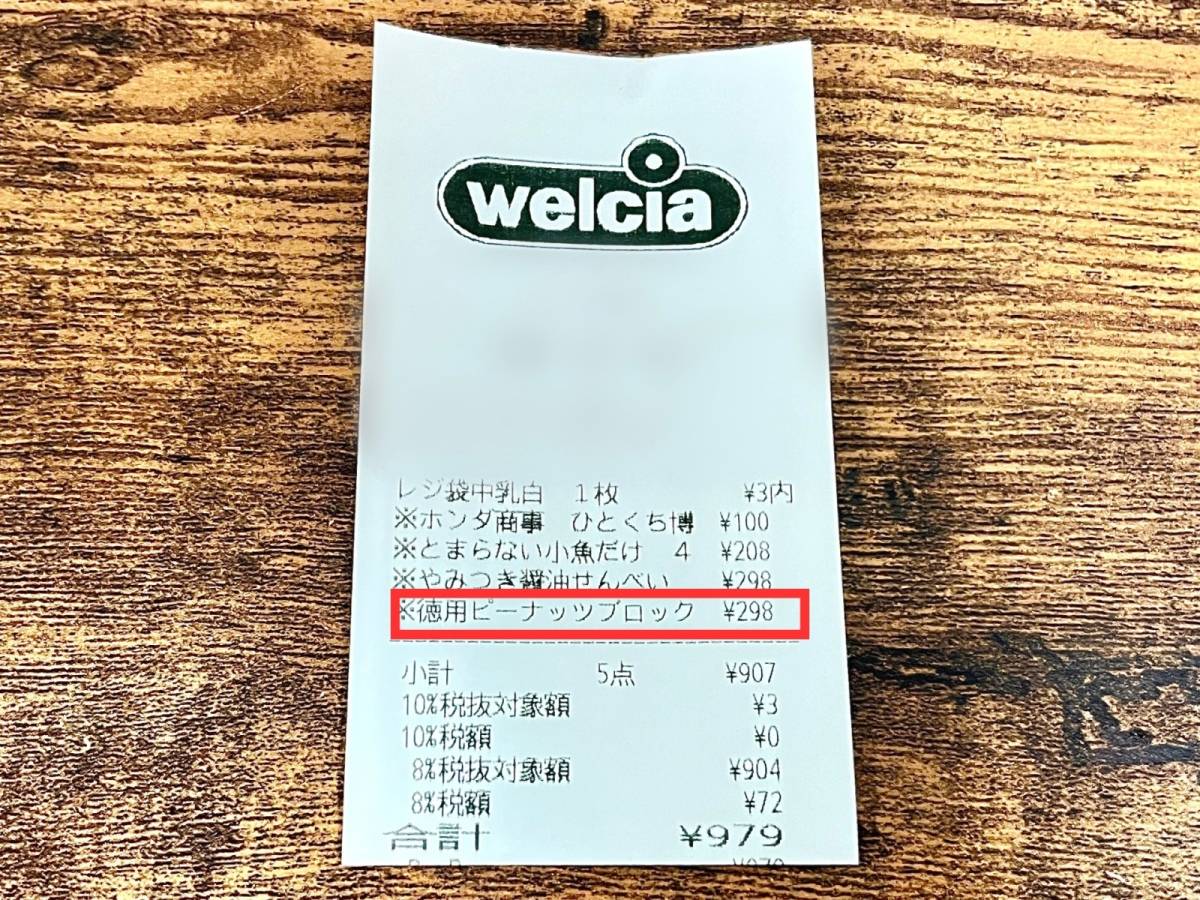 welcia
レジ袋中乳白 1枚 ¥3内
※ホンダ商事 ひとくち博 ¥100
※とまらない小魚だけ 4 ¥208
※やみつき醤油せんべい ¥298
※徳用ピーナッツブロック ¥298
小計 5点 ¥907
10%税抜対象額 ¥3
10%税額 ¥0
8%税抜対象額 ¥904
8%税額 ¥72
合計 ¥979